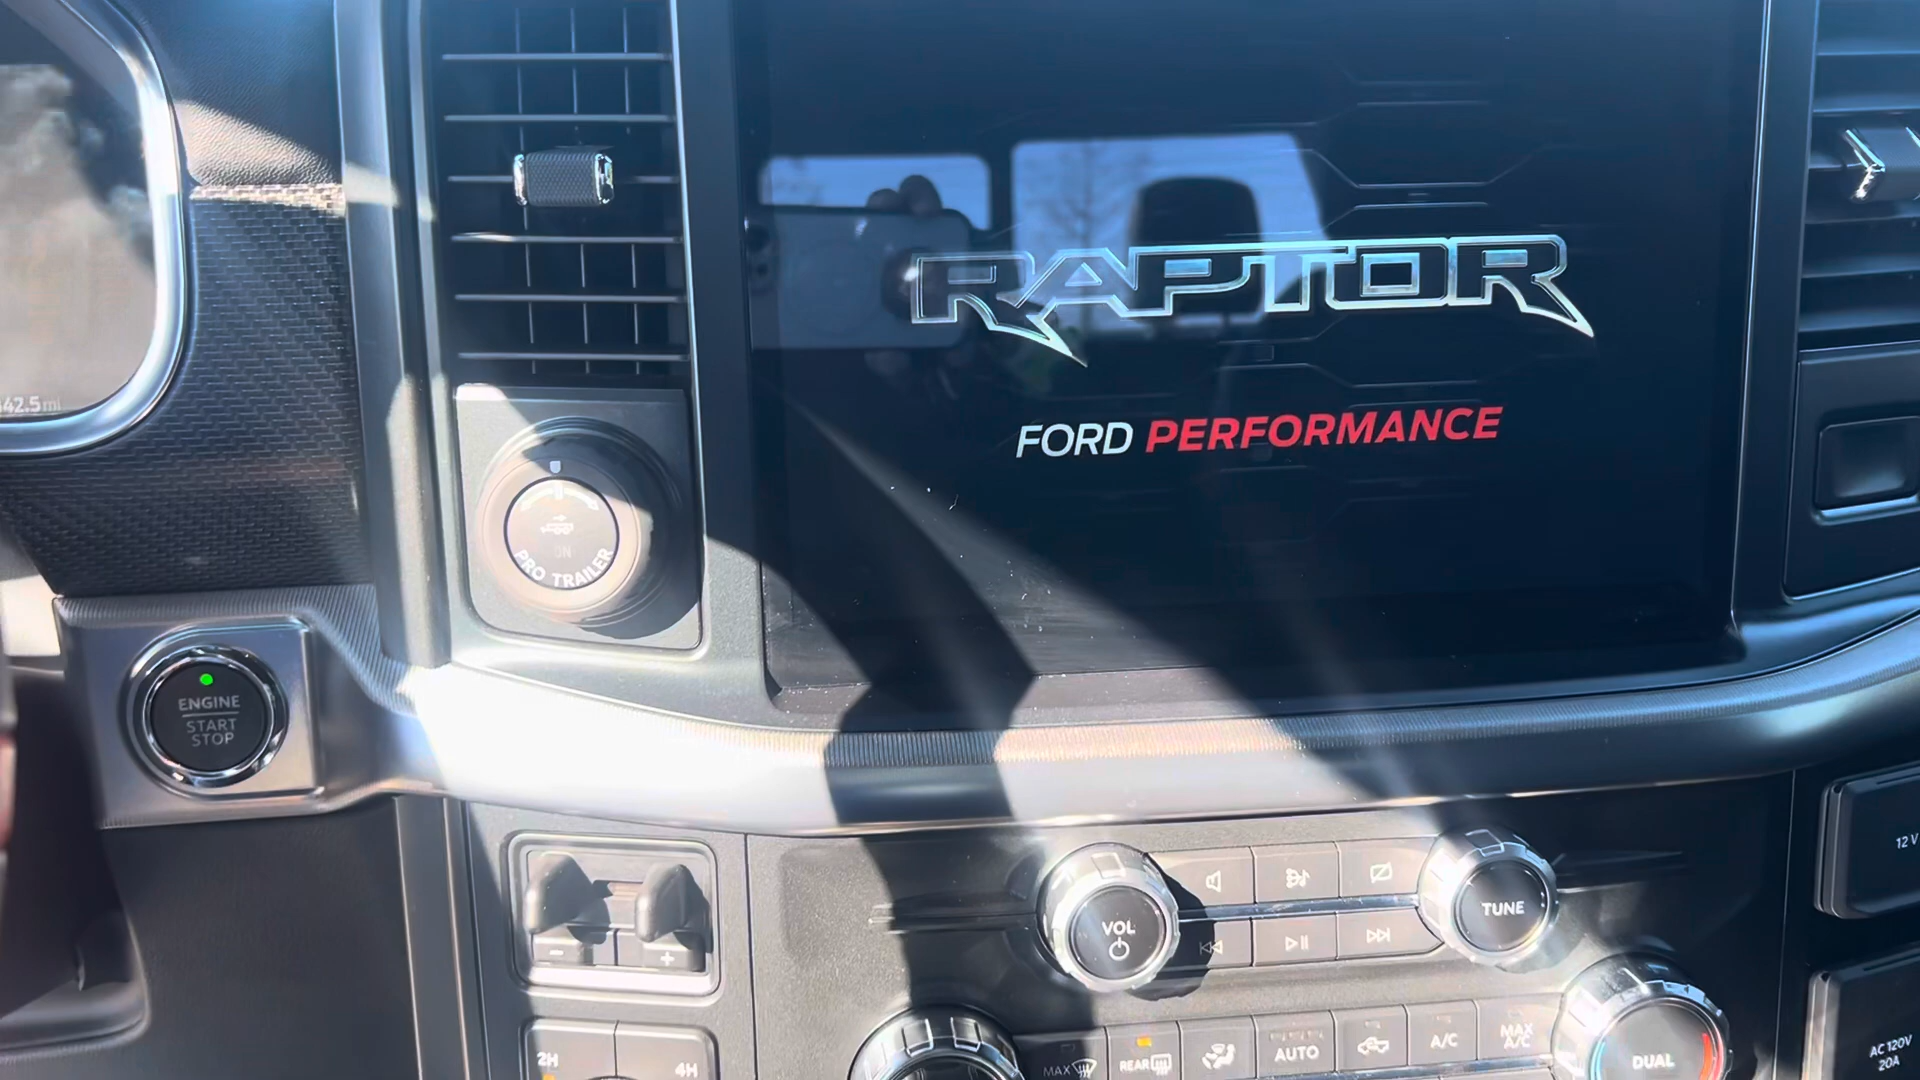 RAPTOR
FORD PERFORMANCE
42.5 mi
ON
PRO TRAILER
ENGINE
START
STOP
VOL
TUNE
12 V
- +
2H
4H
MAX
REAR
AUTO
A/C
MAX
A/C
DUAL
AC 120V
20A